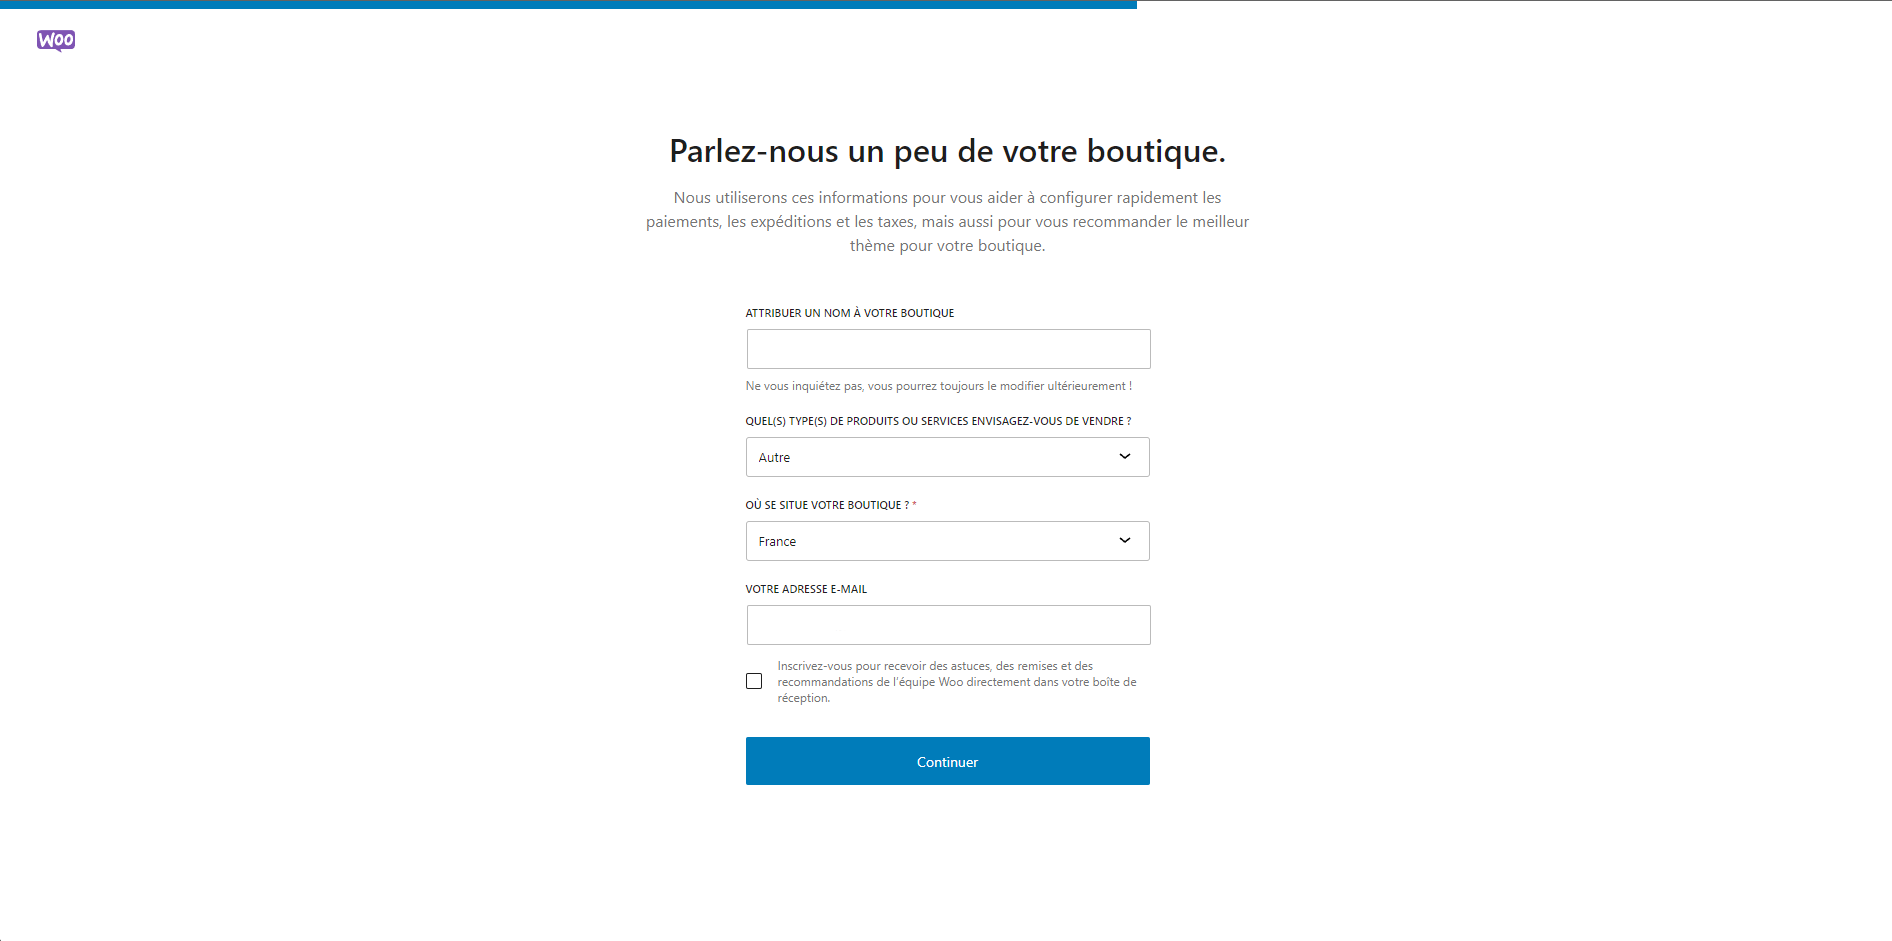 Woo
Parlez-nous un peu de votre boutique.
Nous utiliserons ces informations pour vous aider à configurer rapidement les
paiements, les expéditions et les taxes, mais aussi pour vous recommander le meilleur
thème pour votre boutique.
ATTRIBUER UN NOM À VOTRE BOUTIQUE
Ne vous inquiétez pas, vous pourrez toujours le modifier ultérieurement !
QUEL(S) TYPE(S) DE PRODUITS OU SERVICES ENVISAGEZ-VOUS DE VENDRE ?
Autre
OÙ SE SITUE VOTRE BOUTIQUE ? *
France
VOTRE ADRESSE E-MAIL
Inscrivez-vous pour recevoir des astuces, des remises et des
recommandations de l'équipe Woo directement dans votre boîte de
réception.
Continuer